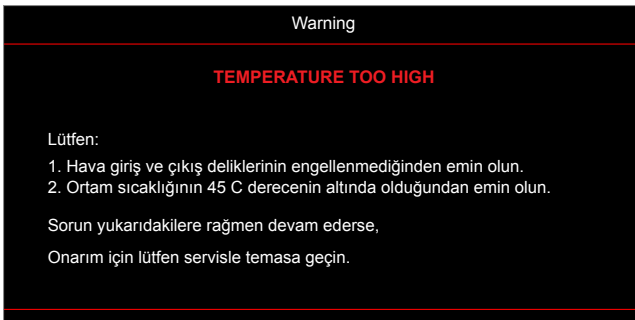 Warning
TEMPERATURE TOO HIGH
Lütfen:
1. Hava giriş ve çıkış deliklerinin engellenmediğinden emin olun.
2. Ortam sıcaklığının 45 C derecenin altında olduğundan emin olun.
Sorun yukarıdakilere rağmen devam ederse,
Onarım için lütfen servisle temasa geçin.